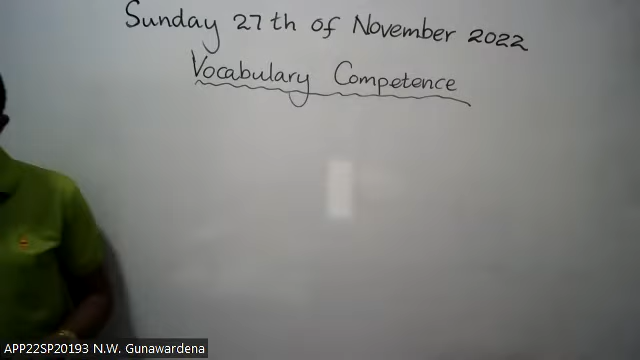 Sunday 27th of November 2022
Vocabulary Competence
APP22SP20193 N.W. Gunawardena